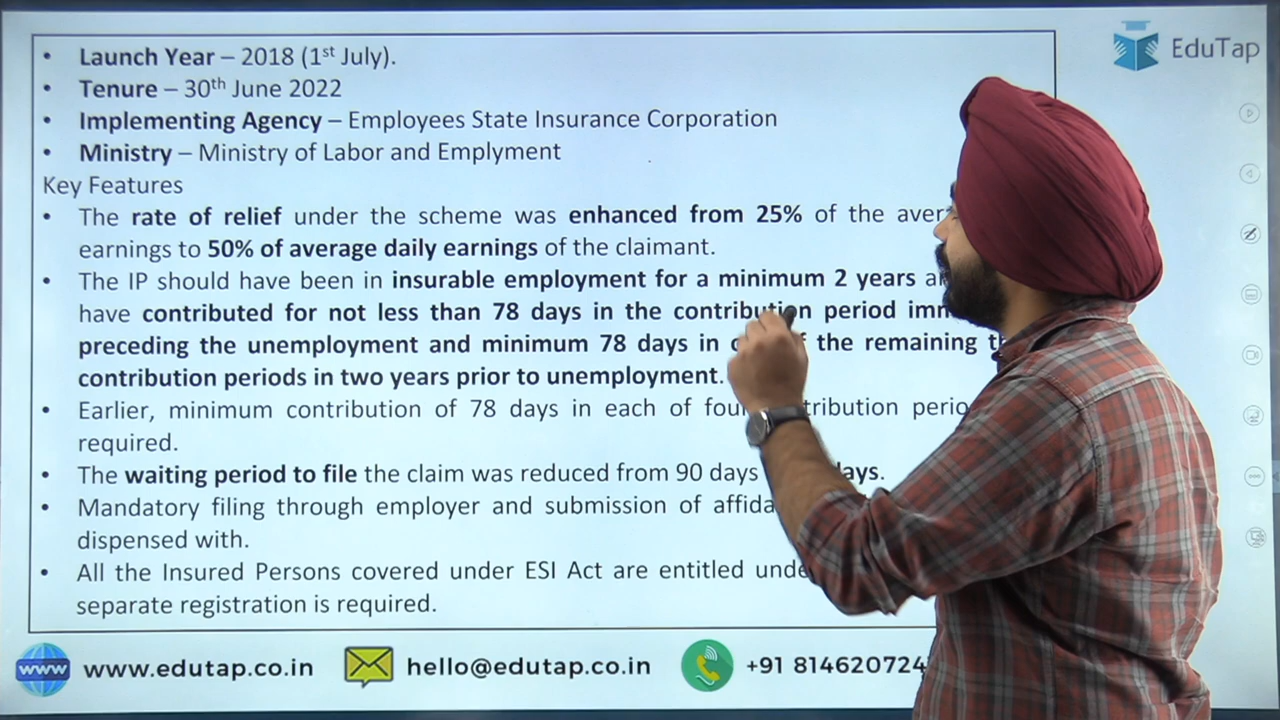 EduTap
• Launch Year – 2018 (1st July).
• Tenure – 30th June 2022
• Implementing Agency – Employees State Insurance Corporation
• Ministry – Ministry of Labor and Emplyment
Key Features
• The rate of relief under the scheme was enhanced from 25% of the aver
earnings to 50% of average daily earnings of the claimant.
• The IP should have been in insurable employment for a minimum 2 years
have contributed for not less than 78 days in the contribution period imm
preceding the unemployment and minimum 78 days in the remaining
contribution periods in two years prior to unemployment.
• Earlier, minimum contribution of 78 days in each of four perio
required.
• The waiting period to file the claim was reduced from 90 days
• Mandatory filing through employer and submission of affida
dispensed with.
• All the Insured Persons covered under ESI Act are entitled unde
separate registration is required.
www www.edutap.co.in hello@edutap.co.in +91 814620724